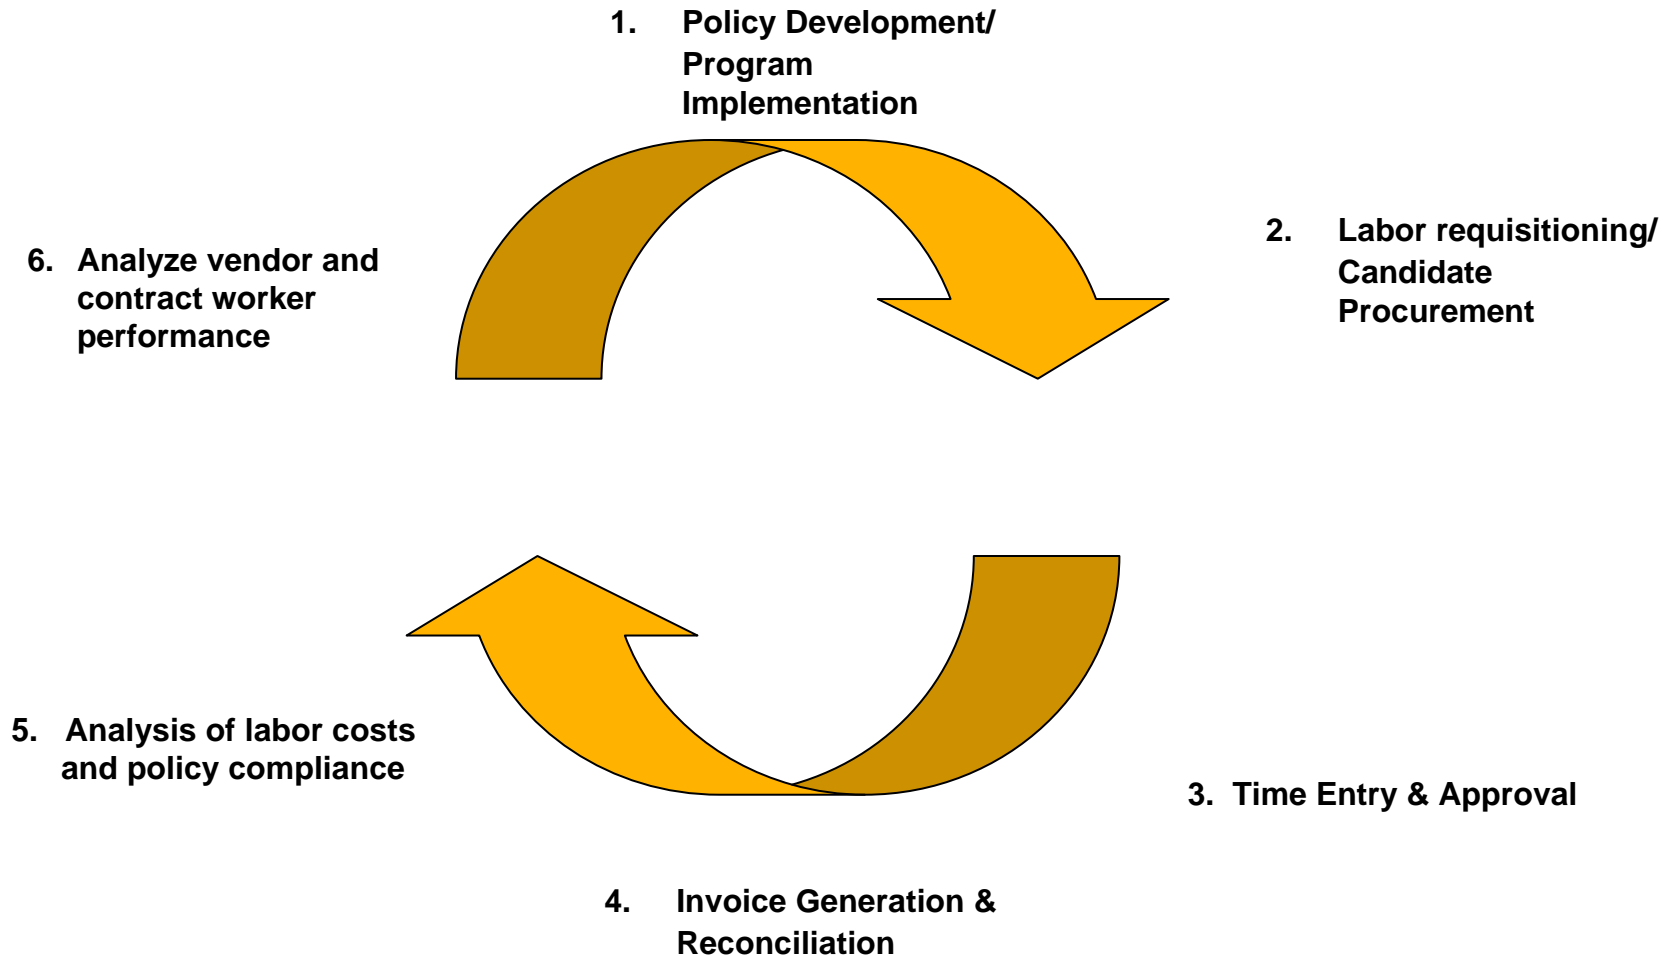 1. Policy Development/
Program
Implementation
2. Labor requisitioning/
Candidate
Procurement
3. Time Entry & Approval
4. Invoice Generation &
Reconciliation
5. Analysis of labor costs
and policy compliance
6. Analyze vendor and
contract worker
performance